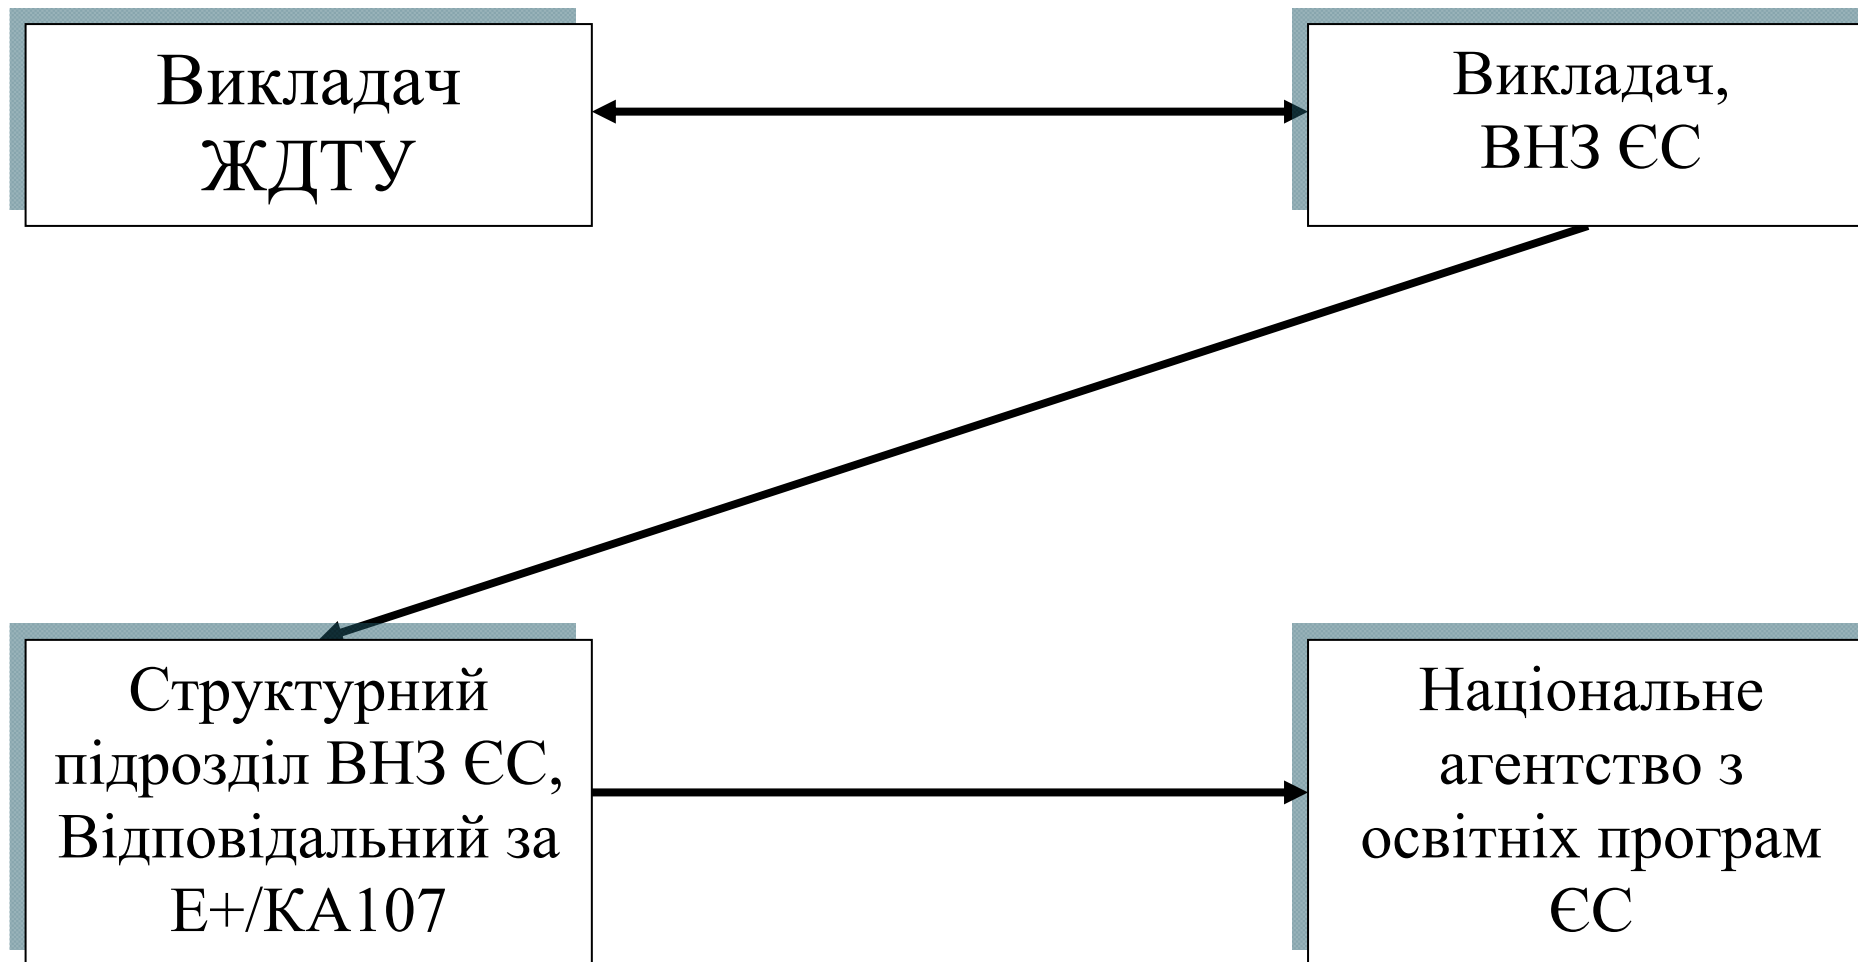 Викладач
ЖДТУ
Викладач,
ВНЗ ЄС
Структурний
підрозділ ВНЗ ЄС,
Відповідальний за
Е+/КА107
Національне
агентство з
освітніх програм
ЄС